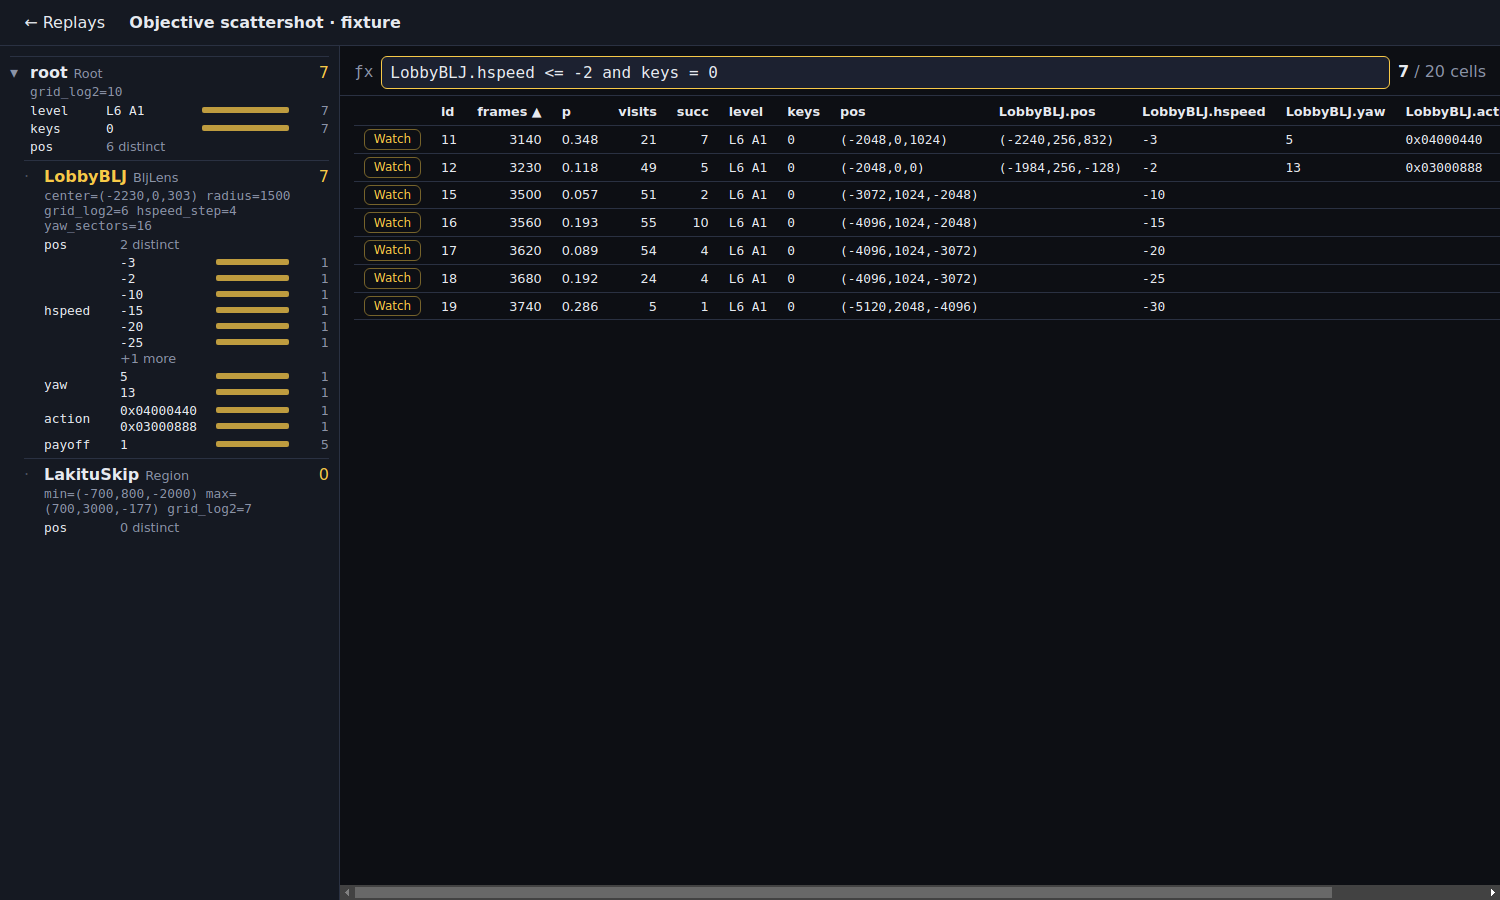 ← Replays Objective scattershot · fixture
▼ root Root 7
grid_log2=10
level L6 A1 7
keys 0 7
pos 6 distinct
LobbyBLJ BljLens 7
center=(-2230,0,303) radius=1500
grid_log2=6 hspeed_step=4
yaw_sectors=16
pos 2 distinct
-3 1
-2 1
-10 1
hspeed -15 1
-20 1
-25 1
+1 more
yaw 5 1
13 1
action 0x04000440 1
0x03000888 1
payoff 1 5
LakituSkip Region 0
min=(-700,800,-2000) max=
(700,3000,-177) grid_log2=7
pos 0 distinct
ƒx LobbyBLJ.hspeed <= -2 and keys = 0 7 / 20 cells
id frames ▲ p visits succ level keys pos LobbyBLJ.pos LobbyBLJ.hspeed LobbyBLJ.yaw LobbyBLJ.act
Watch 11 3140 0.348 21 7 L6 A1 0 (-2048,0,1024) (-2240,256,832) -3 5 0x04000440
Watch 12 3230 0.118 49 5 L6 A1 0 (-2048,0,0) (-1984,256,-128) -2 13 0x03000888
Watch 15 3500 0.057 51 2 L6 A1 0 (-3072,1024,-2048) -10
Watch 16 3560 0.193 55 10 L6 A1 0 (-4096,1024,-2048) -15
Watch 17 3620 0.089 54 4 L6 A1 0 (-4096,1024,-3072) -20
Watch 18 3680 0.192 24 4 L6 A1 0 (-4096,1024,-3072) -25
Watch 19 3740 0.286 5 1 L6 A1 0 (-5120,2048,-4096) -30